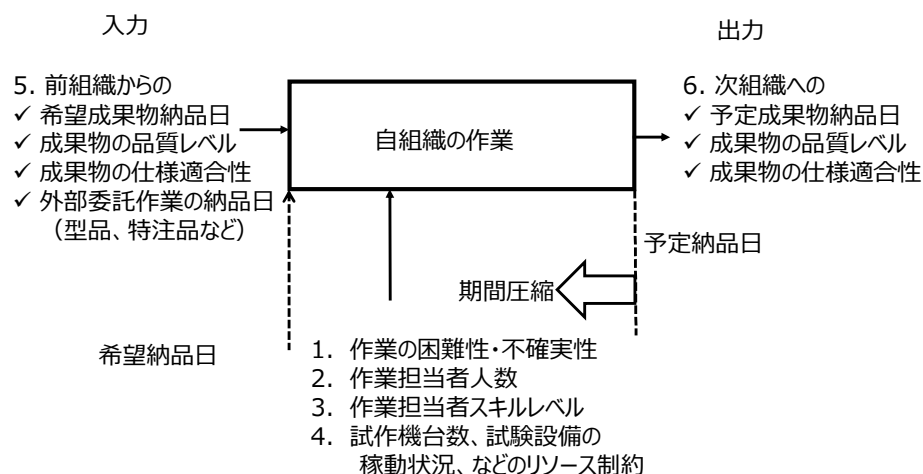 入力
出力
5. 前組織からの
✓ 希望成果物納品日
✓ 成果物の品質レベル
✓ 成果物の仕様適合性
✓ 外部委託作業の納品日
（型品、特注品など）
自組織の作業
6. 次組織への
✓ 予定成果物納品日
✓ 成果物の品質レベル
✓ 成果物の仕様適合性
予定納品日
期間圧縮
希望納品日
1. 作業の困難性・不確実性
2. 作業担当者人数
3. 作業担当者スキルレベル
4. 試作機台数、試験設備の
稼動状況、などのリソース制約